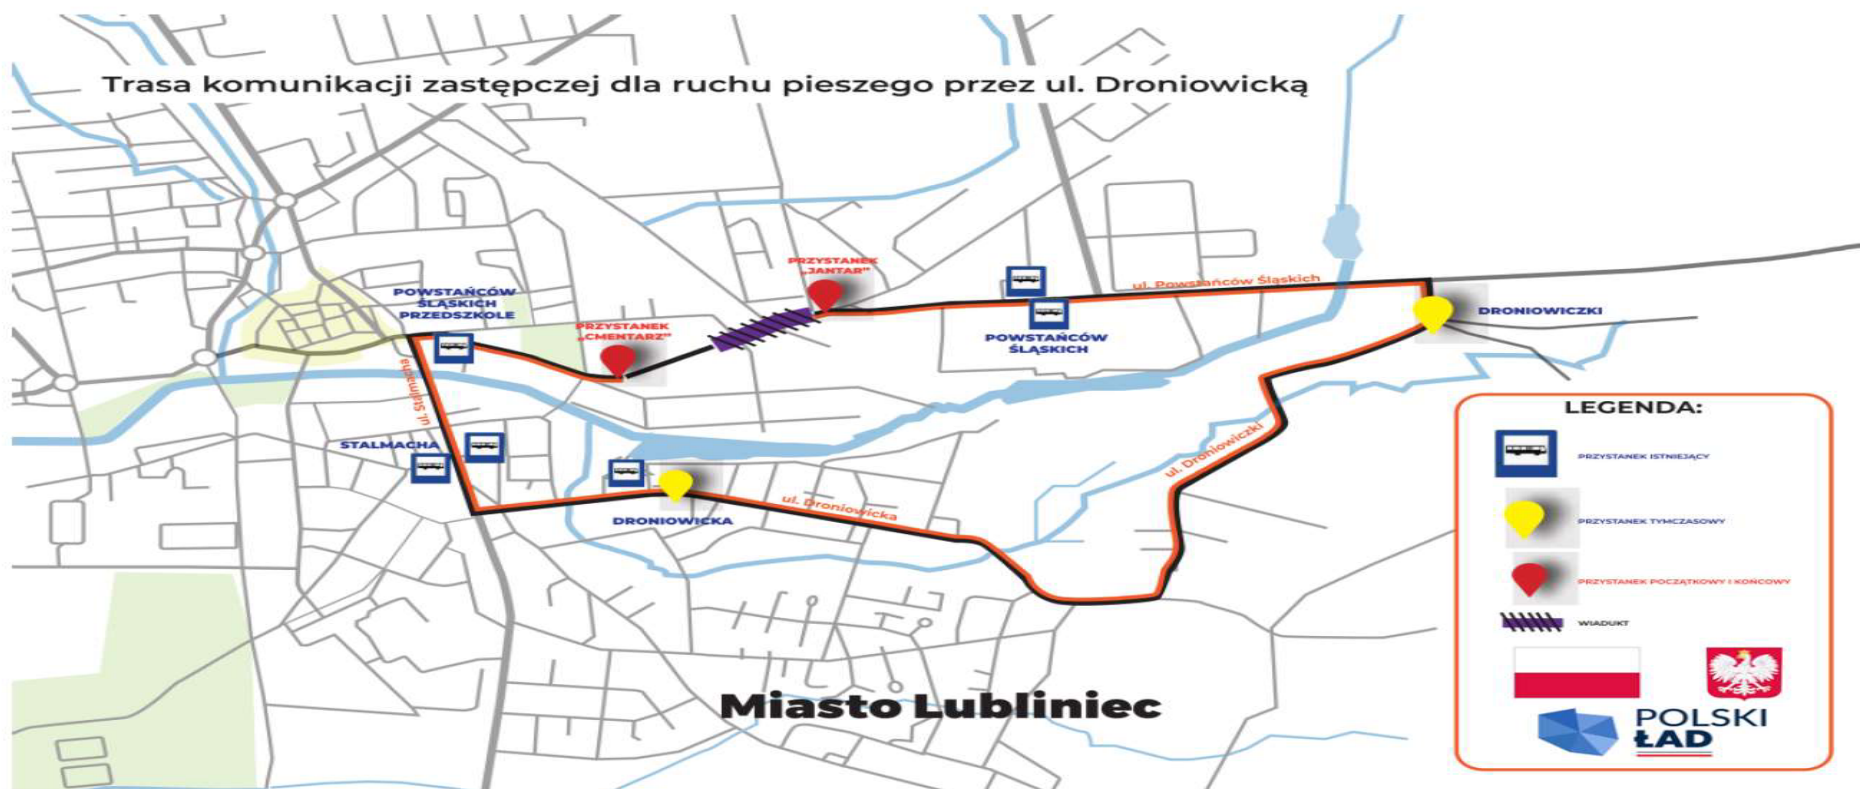 Trasa komunikacji zastępczej dla ruchu pieszego przez ul. Droniowicką
PRZYSTANEK
„JANTAR”
ul. Powstańców Śląskich
POWSTAŃCÓW
ŚLĄSKICH
PRZEDSZKOLE
PRZYSTANEK
„CMENTARZ”
DRONIOWICZKI
POWSTAŃCÓW
ŚLĄSKICH
ul. Stalmacha
STALMACHA
ul. Droniowiczki
ul. Droniowicka
DRONIOWICKA
Miasto Lubliniec
LEGENDA:
PRZYSTANEK ISTNIEJĄCY
PRZYSTANEK TYMCZASOWY
PRZYSTANEK POCZĄTKOWY I KOŃCOWY
WIADUKT
POLSKI
ŁAD